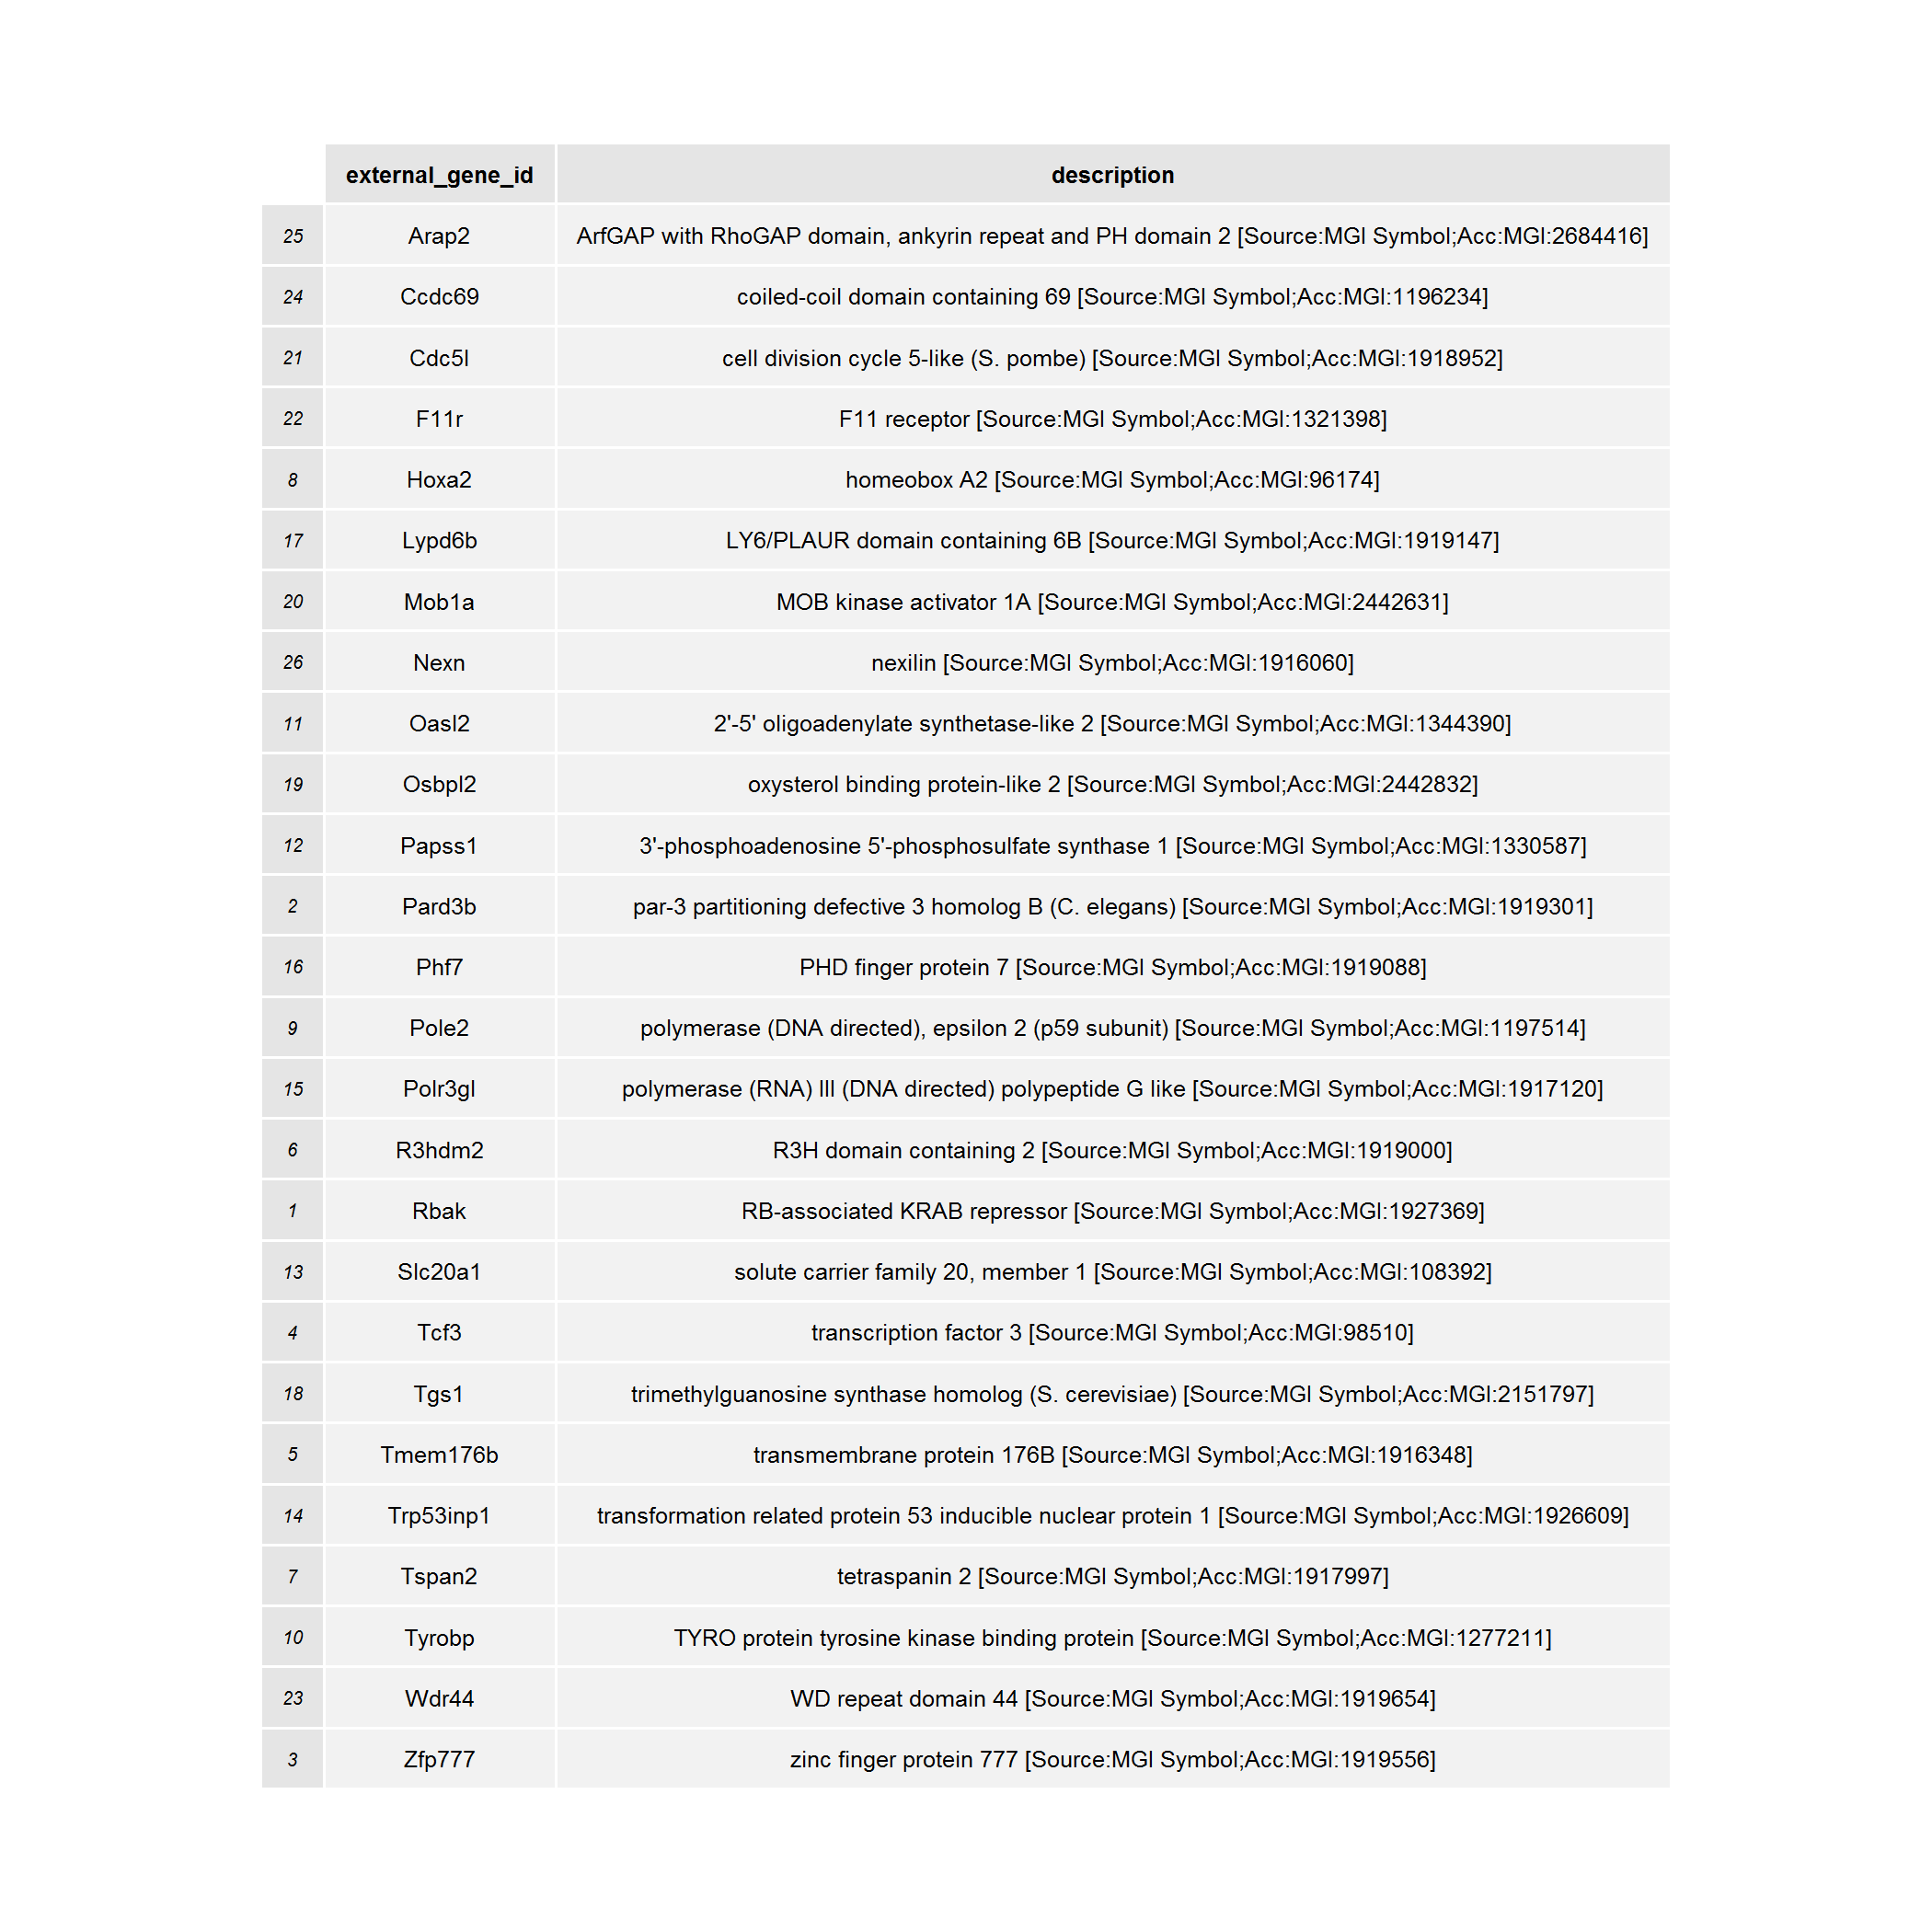 external_gene_id description
25 Arap2 ArfGAP with RhoGAP domain, ankyrin repeat and PH domain 2 [Source:MGI Symbol;Acc:MGI:2684416]
24 Ccdc69 coiled-coil domain containing 69 [Source:MGI Symbol;Acc:MGI:1196234]
21 Cdc5l cell division cycle 5-like (S. pombe) [Source:MGI Symbol;Acc:MGI:1918952]
22 F11r F11 receptor [Source:MGI Symbol;Acc:MGI:1321398]
8 Hoxa2 homeobox A2 [Source:MGI Symbol;Acc:MGI:96174]
17 Lypd6b LY6/PLAUR domain containing 6B [Source:MGI Symbol;Acc:MGI:1919147]
20 Mob1a MOB kinase activator 1A [Source:MGI Symbol;Acc:MGI:2442631]
26 Nexn nexilin [Source:MGI Symbol;Acc:MGI:1916060]
11 Oasl2 2'-5' oligoadenylate synthetase-like 2 [Source:MGI Symbol;Acc:MGI:1344390]
19 Osbpl2 oxysterol binding protein-like 2 [Source:MGI Symbol;Acc:MGI:2442832]
12 Papss1 3'-phosphoadenosine 5'-phosphosulfate synthase 1 [Source:MGI Symbol;Acc:MGI:1330587]
2 Pard3b par-3 partitioning defective 3 homolog B (C. elegans) [Source:MGI Symbol;Acc:MGI:1919301]
16 Phf7 PHD finger protein 7 [Source:MGI Symbol;Acc:MGI:1919088]
9 Pole2 polymerase (DNA directed), epsilon 2 (p59 subunit) [Source:MGI Symbol;Acc:MGI:1197514]
15 Polr3gl polymerase (RNA) III (DNA directed) polypeptide G like [Source:MGI Symbol;Acc:MGI:1917120]
6 R3hdm2 R3H domain containing 2 [Source:MGI Symbol;Acc:MGI:1919000]
1 Rbak RB-associated KRAB repressor [Source:MGI Symbol;Acc:MGI:1927369]
13 Slc20a1 solute carrier family 20, member 1 [Source:MGI Symbol;Acc:MGI:108392]
4 Tcf3 transcription factor 3 [Source:MGI Symbol;Acc:MGI:98510]
18 Tgs1 trimethylguanosine synthase homolog (S. cerevisiae) [Source:MGI Symbol;Acc:MGI:2151797]
5 Tmem176b transmembrane protein 176B [Source:MGI Symbol;Acc:MGI:1916348]
14 Trp53inp1 transformation related protein 53 inducible nuclear protein 1 [Source:MGI Symbol;Acc:MGI:1926609]
7 Tspan2 tetraspanin 2 [Source:MGI Symbol;Acc:MGI:1917997]
10 Tyrobp TYRO protein tyrosine kinase binding protein [Source:MGI Symbol;Acc:MGI:1277211]
23 Wdr44 WD repeat domain 44 [Source:MGI Symbol;Acc:MGI:1919654]
3 Zfp777 zinc finger protein 777 [Source:MGI Symbol;Acc:MGI:1919556]